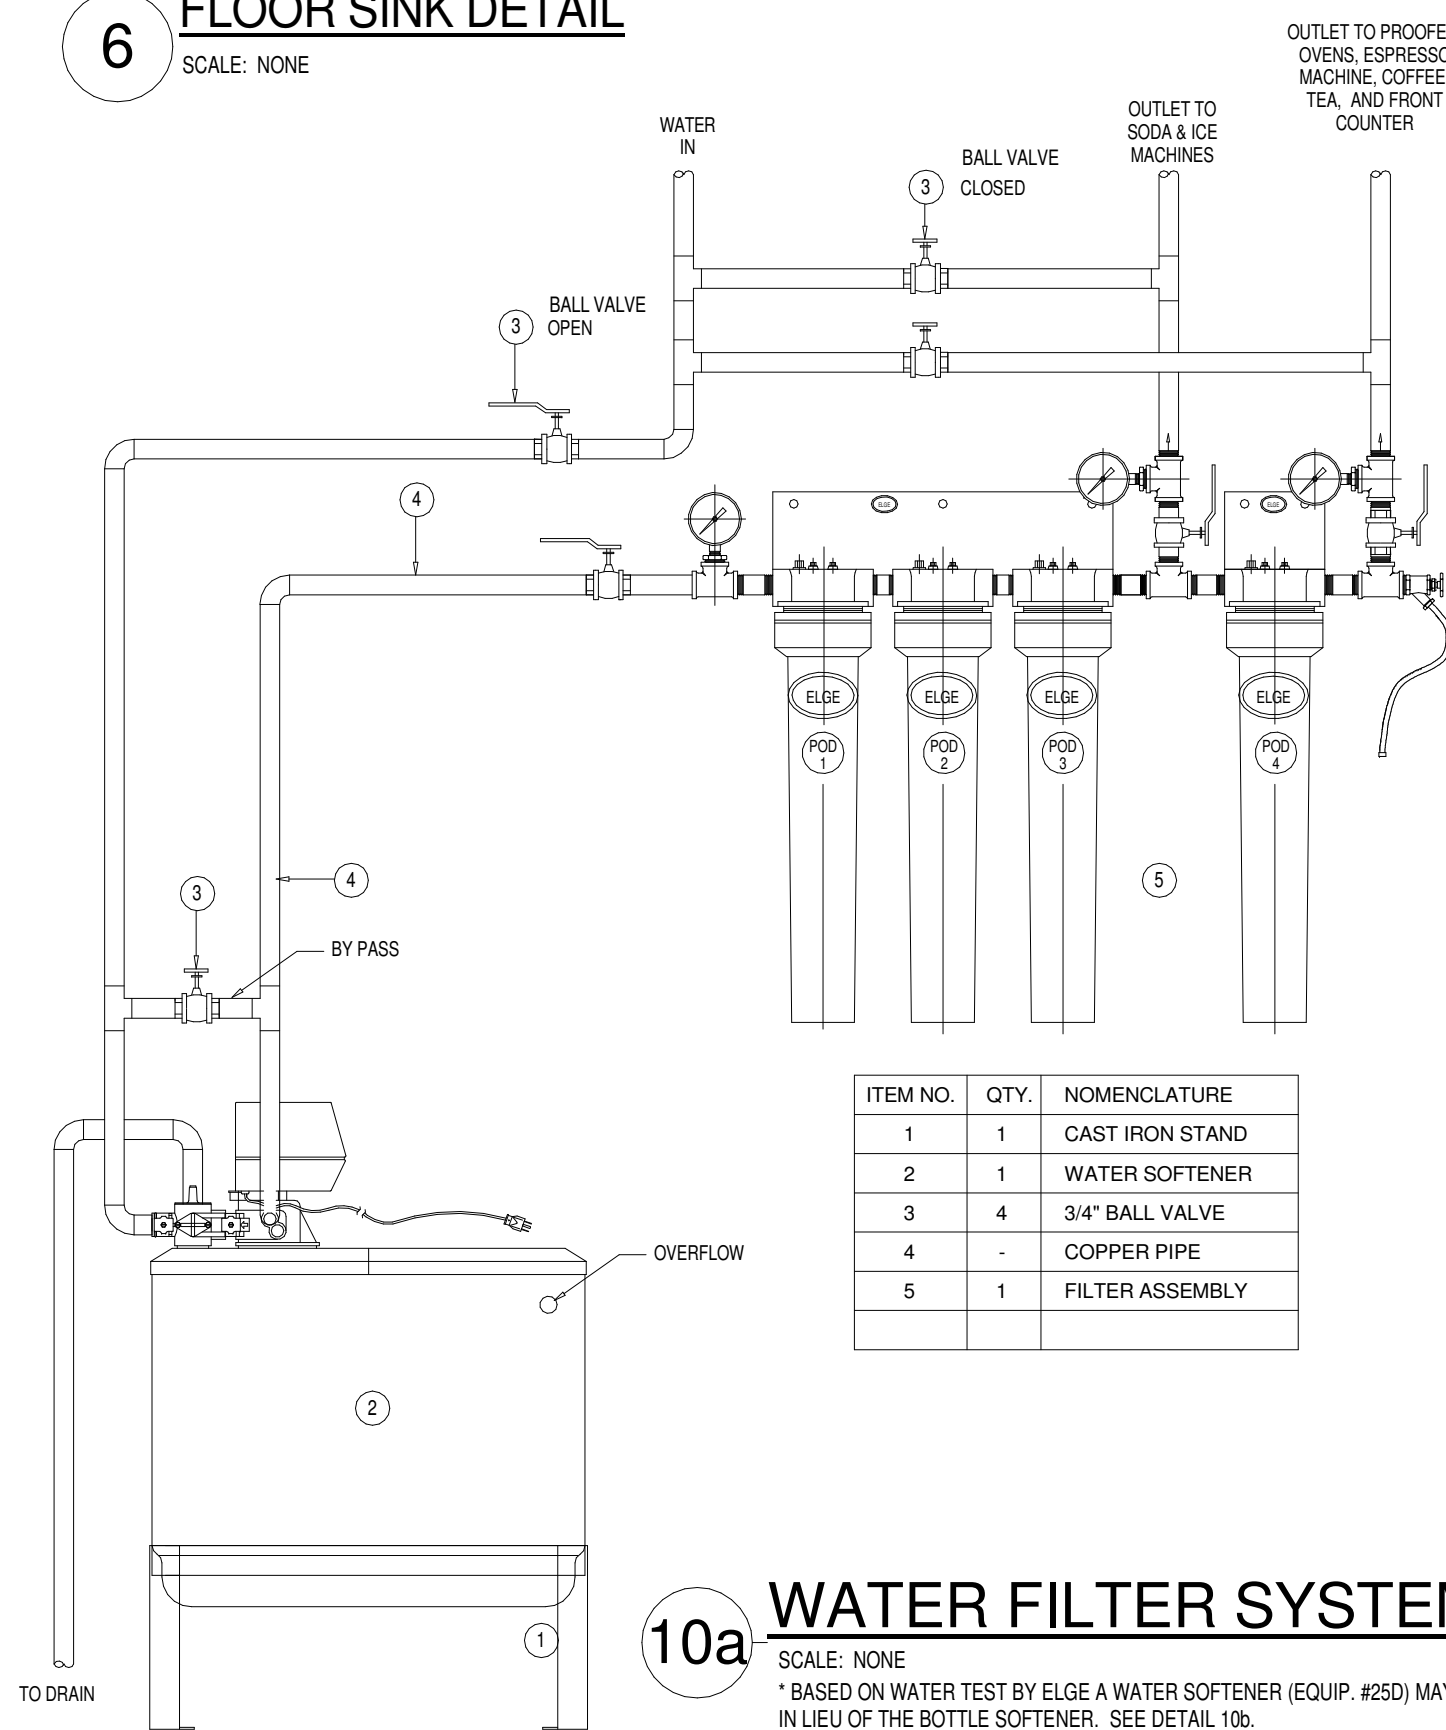 6
FLOOR SINK DETAIL
SCALE: NONE
OUTLET TO PROOFE
OVENS, ESPRESSO
MACHINE, COFFEE
TEA, AND FRONT
COUNTER
OUTLET TO
SODA & ICE
MACHINES
WATER
IN
BALL VALVE
3 CLOSED
BALL VALVE
3 OPEN
4
ELGE
ELGE
ELGE
ELGE
ELGE
ELGE
POD
1
POD
2
POD
3
POD
4
4
5
3
BY PASS
ITEM NO. QTY. NOMENCLATURE
1 1 CAST IRON STAND
2 1 WATER SOFTENER
3 4 3/4" BALL VALVE
4 - COPPER PIPE
5 1 FILTER ASSEMBLY
OVERFLOW
2
1
TO DRAIN
10a
WATER FILTER SYSTEM
SCALE: NONE
* BASED ON WATER TEST BY ELGE A WATER SOFTENER (EQUIP. #25D) MAY
IN LIEU OF THE BOTTLE SOFTENER. SEE DETAIL 10b.